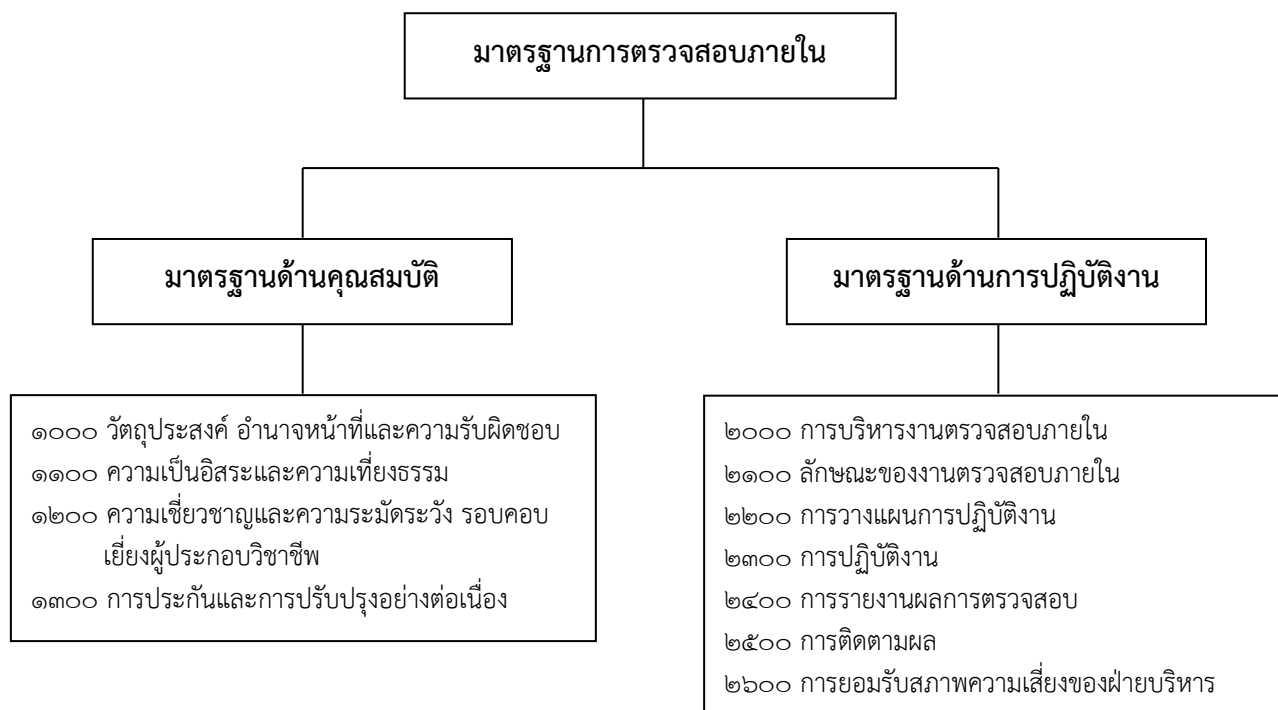 มาตรฐานการตรวจสอบภายใน
มาตรฐานด้านคุณสมบัติ
มาตรฐานด้านการปฏิบัติงาน
๑๐๐๐ วัตถุประสงค์ อำนาจหน้าที่และความรับผิดชอบ
๑๑๐๐ ความเป็นอิสระและความเที่ยงธรรม
๑๒๐๐ ความเชี่ยวชาญและความระมัดระวัง รอบคอบ
เยี่ยงผู้ประกอบวิชาชีพ
๑๓๐๐ การประกันและการปรับปรุงอย่างต่อเนื่อง
๒๐๐๐ การบริหารงานตรวจสอบภายใน
๒๑๐๐ ลักษณะของงานตรวจสอบภายใน
๒๒๐๐ การวางแผนการปฏิบัติงาน
๒๓๐๐ การปฏิบัติงาน
๒๔๐๐ การรายงานผลการตรวจสอบ
๒๕๐๐ การติดตามผล
๒๖๐๐ การยอมรับสภาพความเสี่ยงของฝ่ายบริหาร